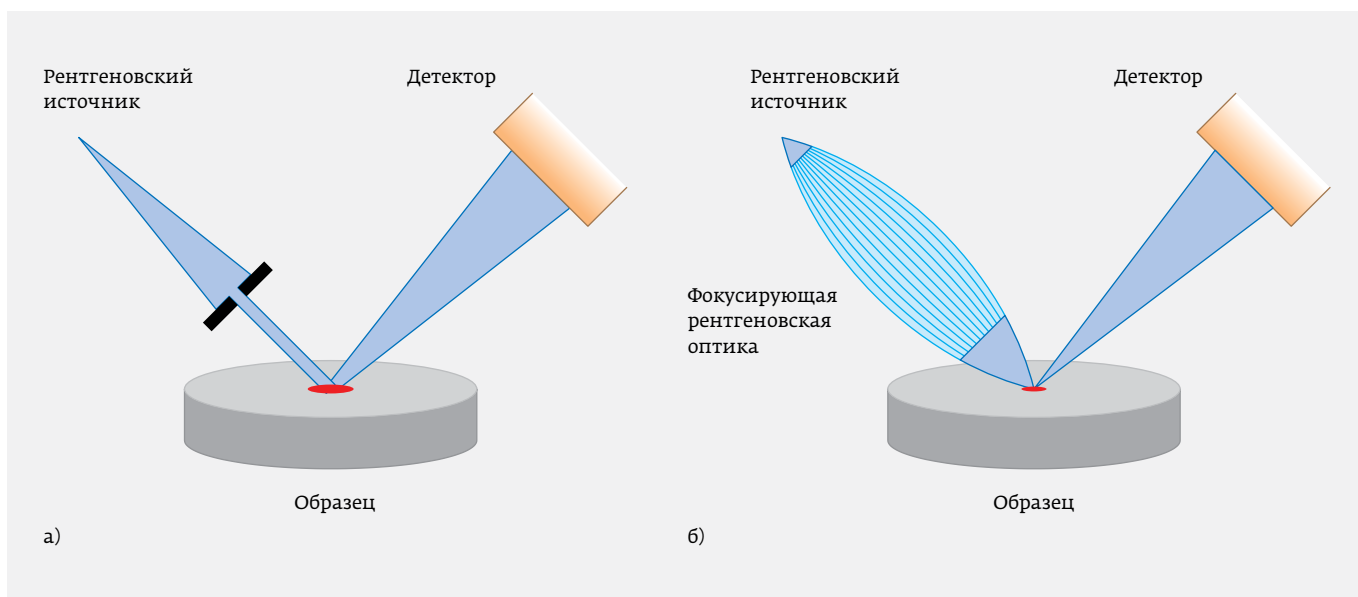 Рентгеновский
источник
Детектор
Образец
а)
Рентгеновский
источник
Детектор
Фокусирующая
рентгеновская
оптика
Образец
б)